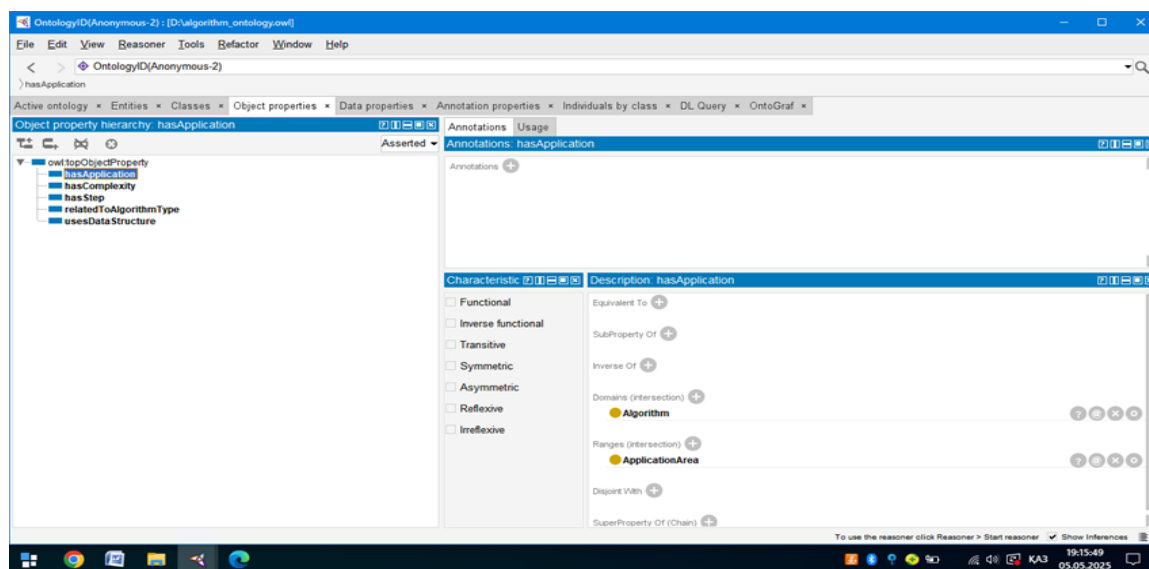 OntologyID(Anonymous-2) : [D:\algorithm_ontology.owl]
File Edit View Reasoner Tools Refactor Window Help
OntologyID(Anonymous-2)
hasApplication
Active ontology × Entities × Classes × Object properties × Data properties × Annotation properties × Individuals by class × DL Query × OntoGraf ×
Object property hierarchy: hasApplication
Asserted
owl:topObjectProperty
hasApplication
hasComplexity
hasStep
relatedToAlgorithmType
usesDataStructure
Annotations Usage
Annotations: hasApplication
Annotations
Characteristic
Functional
Inverse functional
Transitive
Symmetric
Asymmetric
Reflexive
Irreflexive
Description: hasApplication
Equivalent To
SubProperty Of
Inverse Of
Domains (intersection)
Algorithm
Ranges (intersection)
ApplicationArea
Disjoint With
SuperProperty Of (Chain)
To use the reasoner click Reasoner > Start reasoner Show Inferences
ҚАЗ
19:15:49
05.05.2025